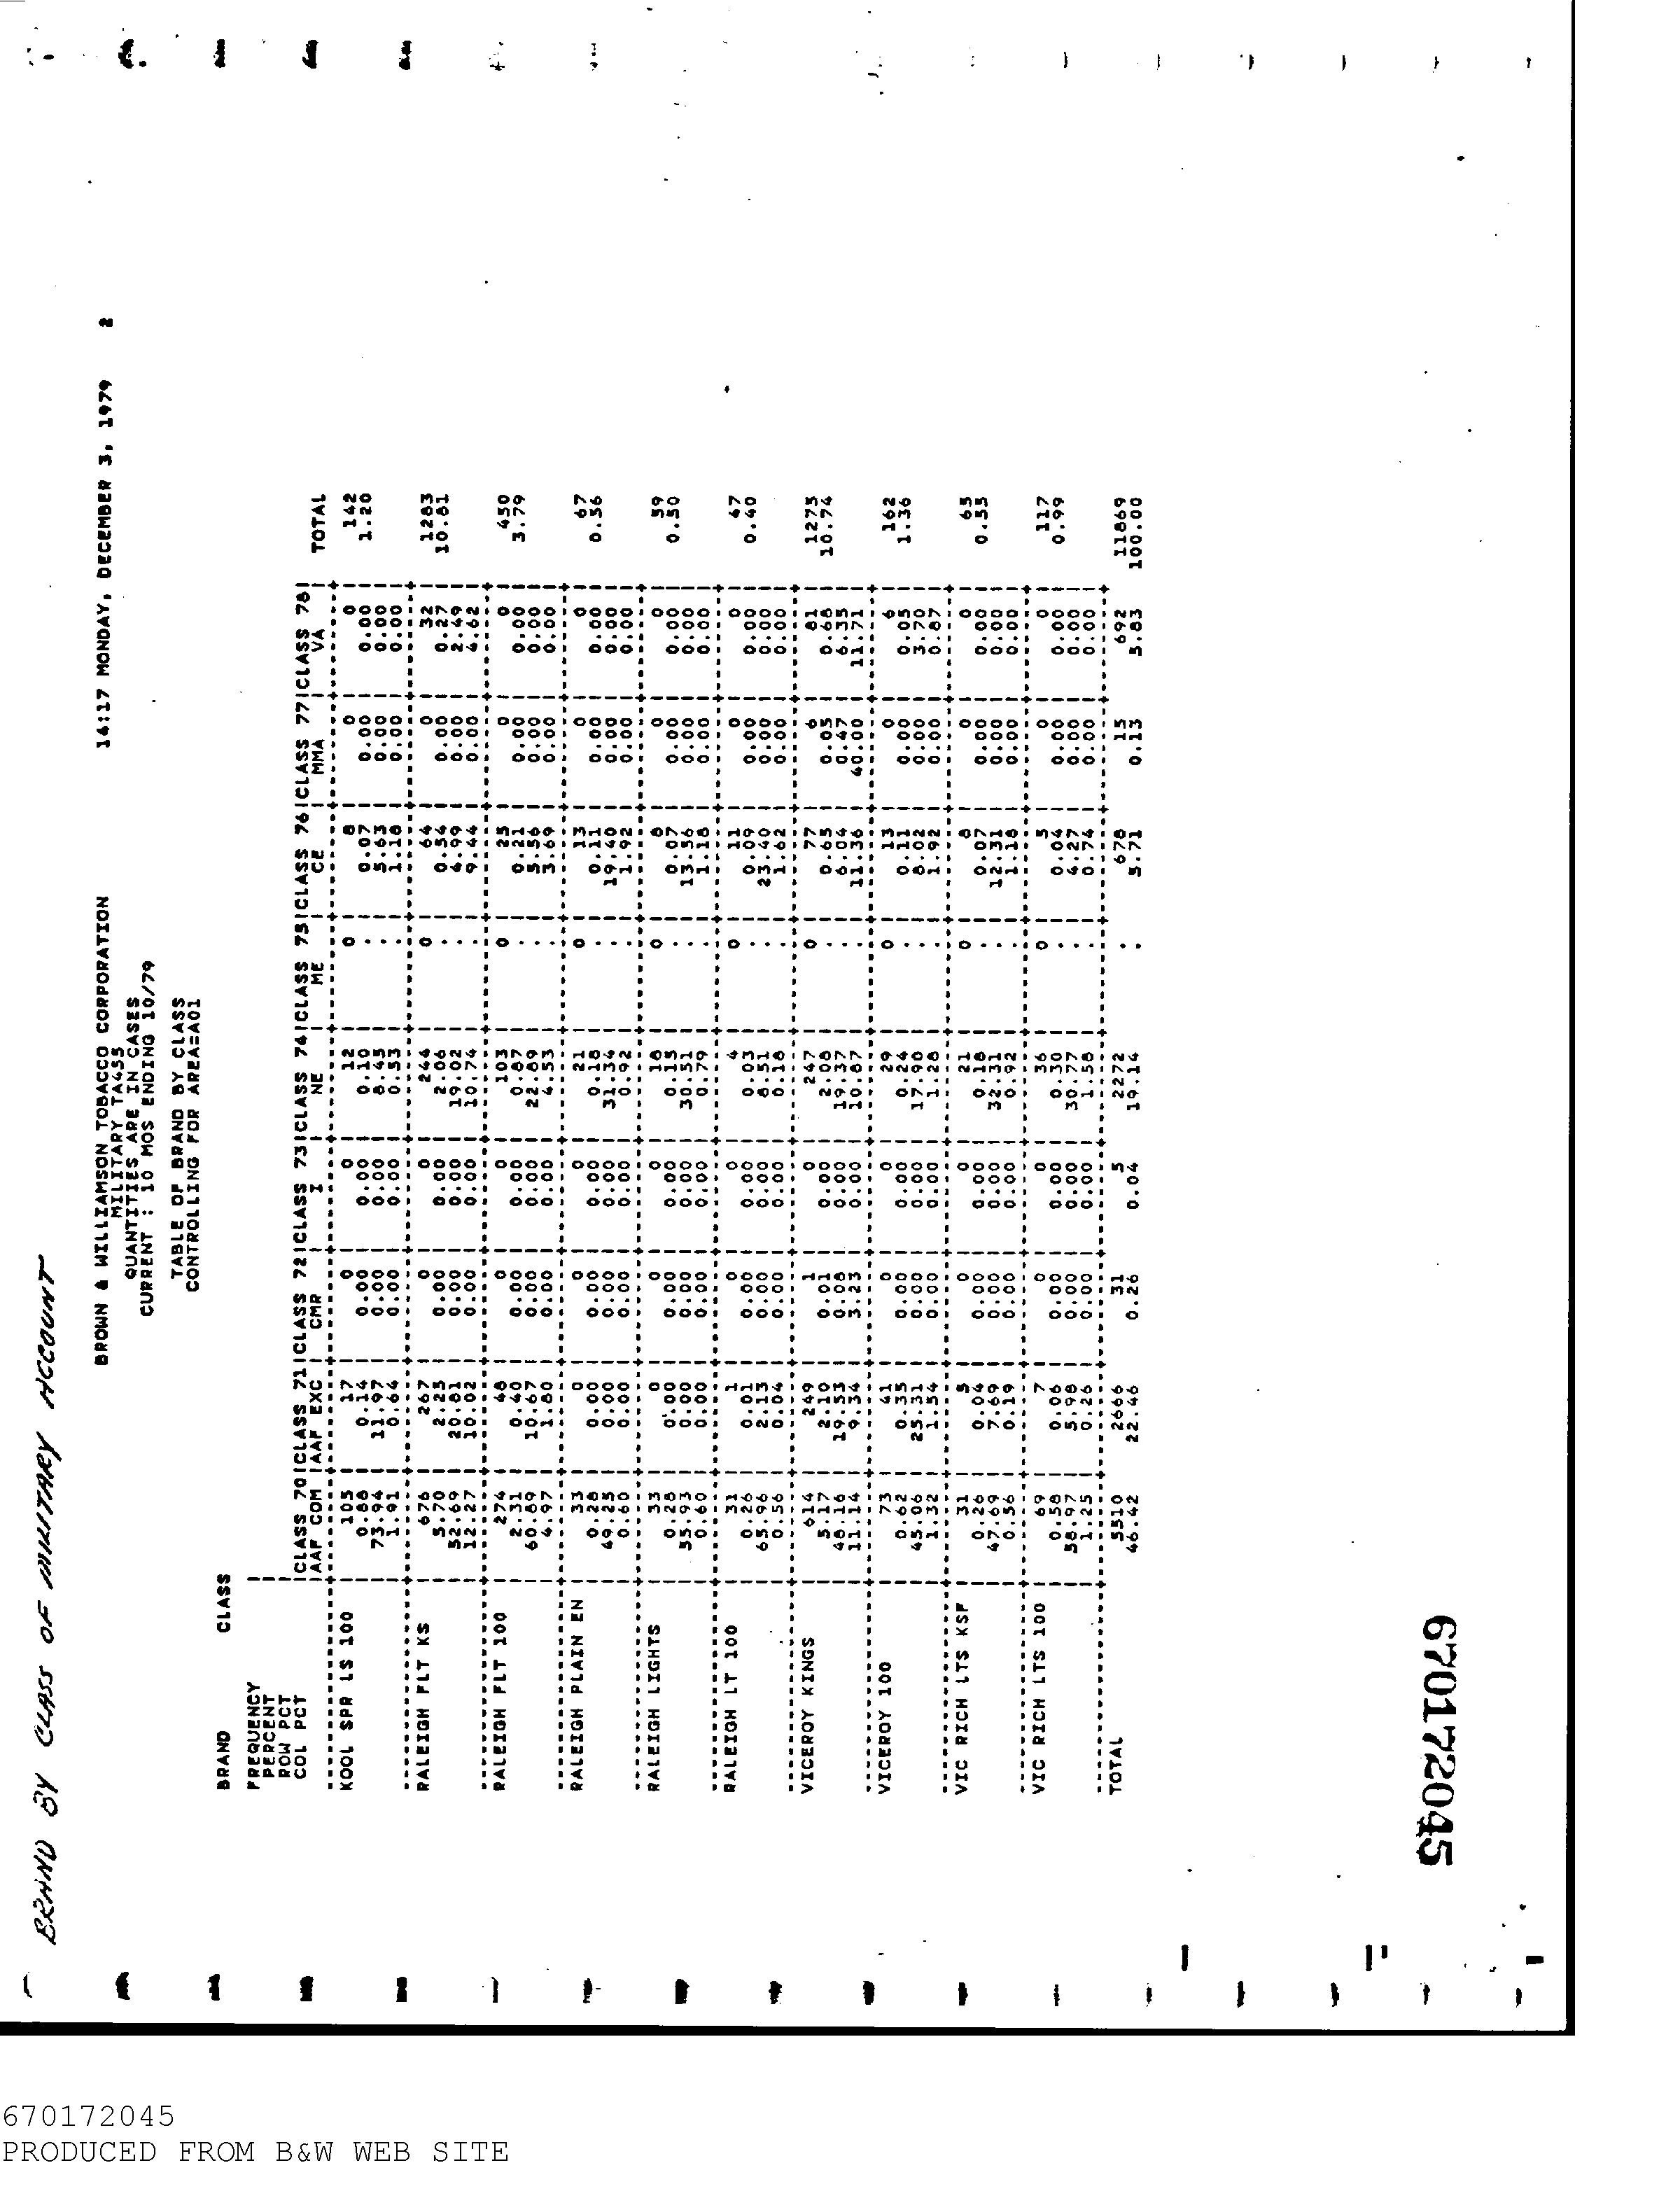 BRAND BY CLASS OF MILITARY ACCOUNT
BROWN & WILLIAMSON TOBACCO CORPORATION 14:17 MONDAY, DECEMBER 3, 1979 2
MILITARY TA55
QUANTITIES ARE IN CASES
CURRENT : 10 MOS ENDING 10/79
TABLE OF BRAND BY CLASS
CONTROLLING FOR AREA=A01
BRAND CLASS
FREQUENCY|
PERCENT |
ROW PCT |
COL PCT |CLASS 70|CLASS 71|CLASS 72|CLASS 73|CLASS 74|CLASS 75|CLASS 76|CLASS 77|CLASS 78| TOTAL
|AAF COM |AAF EXC | CMR | I | NE | ME | CE | MMA | VA |
KOOL SPR LS 100 105 17 0 0 12 0 8 0 0 142
0.88 0.14 0.00 0.00 0.10 . 0.07 0.00 0.00 1.20
73.94 11.97 0.00 0.00 8.45 . 5.63 0.00 0.00
1.91 0.64 0.00 0.00 0.53 . 1.18 0.00 0.00
RALEIGH FLT KS 676 267 0 0 244 0 64 0 32 1283
5.70 2.25 0.00 0.00 2.06 . 0.54 0.00 0.27 10.81
52.69 20.81 0.00 0.00 19.02 . 4.99 0.00 2.49
12.27 10.02 0.00 0.00 10.74 . 9.44 0.00 4.62
RALEIGH FLT 100 274 48 0 0 103 0 25 0 0 450
2.31 0.40 0.00 0.00 0.87 . 0.21 0.00 0.00 3.79
60.89 10.67 0.00 0.00 22.89 . 5.56 0.00 0.00
4.97 1.80 0.00 0.00 4.53 . 3.69 0.00 0.00
RALEIGH PLAIN EN 33 0 0 0 21 0 13 0 0 67
0.28 0.00 0.00 0.00 0.18 . 0.11 0.00 0.00 0.56
49.25 0.00 0.00 0.00 31.34 . 19.40 0.00 0.00
0.60 0.00 0.00 0.00 0.92 . 1.92 0.00 0.00
RALEIGH LIGHTS 33 0 0 0 18 0 8 0 0 59
0.28 0.00 0.00 0.00 0.15 . 0.07 0.00 0.00 0.50
55.93 0.00 0.00 0.00 30.51 . 13.56 0.00 0.00
0.60 0.00 0.00 0.00 0.79 . 1.18 0.00 0.00
RALEIGH LT 100 31 1 0 0 4 0 11 0 0 47
0.26 0.01 0.00 0.00 0.03 . 0.09 0.00 0.00 0.40
65.96 2.13 0.00 0.00 8.51 . 23.40 0.00 0.00
0.56 0.04 0.00 0.00 0.18 . 1.62 0.00 0.00
VICEROY KINGS 614 249 1 0 247 0 77 6 81 1275
5.17 2.10 0.01 0.00 2.08 . 0.65 0.05 0.68 10.74
48.16 19.53 0.08 0.00 19.37 . 6.04 0.47 6.35
11.14 9.34 3.23 0.00 10.87 . 11.36 40.00 11.71
VICEROY 100 73 41 0 0 29 0 13 0 6 162
0.62 0.35 0.00 0.00 0.24 . 0.11 0.00 0.05 1.36
45.06 25.31 0.00 0.00 17.90 . 8.02 0.00 3.70
1.32 1.54 0.00 0.00 1.28 . 1.92 0.00 0.87
VIC RICH LTS KSF 31 5 0 0 21 0 8 0 0 65
0.26 0.04 0.00 0.00 0.18 . 0.07 0.00 0.00 0.55
47.69 7.69 0.00 0.00 32.31 . 12.31 0.00 0.00
0.56 0.19 0.00 0.00 0.92 . 1.18 0.00 0.00
VIC RICH LTS 100 69 7 0 0 36 0 5 0 0 117
0.58 0.06 0.00 0.00 0.30 . 0.04 0.00 0.00 0.99
58.97 5.98 0.00 0.00 30.77 . 4.27 0.00 0.00
1.25 0.26 0.00 0.00 1.58 . 0.74 0.00 0.00
TOTAL 5510 2666 31 5 2272 . 678 15 692 11869
46.42 22.46 0.26 0.04 19.14 . 5.71 0.13 5.83 100.00
670172045
670172045
PRODUCED FROM B&W WEB SITE